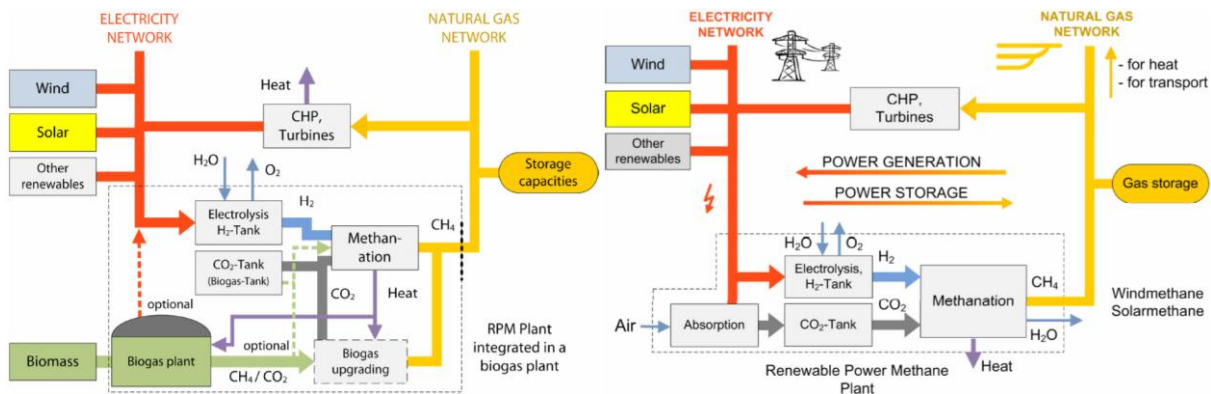 ELECTRICITY
NETWORK
NATURAL GAS
NETWORK
Wind
Solar
Other
renewables
Heat
CHP,
Turbines
Storage
capacities
H₂O
O₂
H₂
Electrolysis
H₂-Tank
CO₂-Tank
(Biogas-Tank)
Methan-
ation
CH₄
CO₂
Heat
optional
optional
Biomass
Biogas plant
CH₄ / CO₂
Biogas
upgrading
RPM Plant
integrated in a
biogas plant
ELECTRICITY
NETWORK
NATURAL GAS
NETWORK
- for heat
- for transport
Wind
Solar
Other
renewables
CHP,
Turbines
POWER GENERATION
POWER STORAGE
Gas storage
H₂O
O₂
Electrolysis,
H₂-Tank
H₂
CO₂
Methanation
CH₄
H₂O
Windmethane
Solarmethane
Air
Absorption
CO₂-Tank
Renewable Power Methane
Plant
Heat